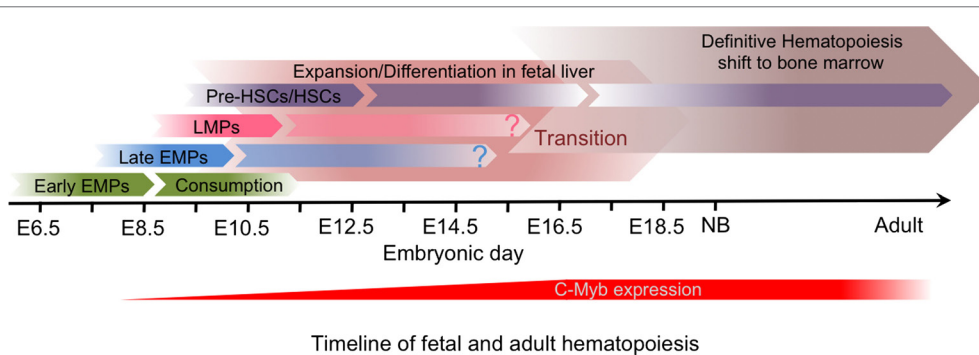 Definitive Hematopoiesis
shift to bone marrow
Expansion/Differentiation in fetal liver
Pre-HSCs/HSCs
LMPs
?
Transition
Late EMPs
?
Early EMPs
Consumption
E6.5 E8.5 E10.5 E12.5 E14.5 E16.5 E18.5 NB Adult
Embryonic day
C-Myb expression
Timeline of fetal and adult hematopoiesis